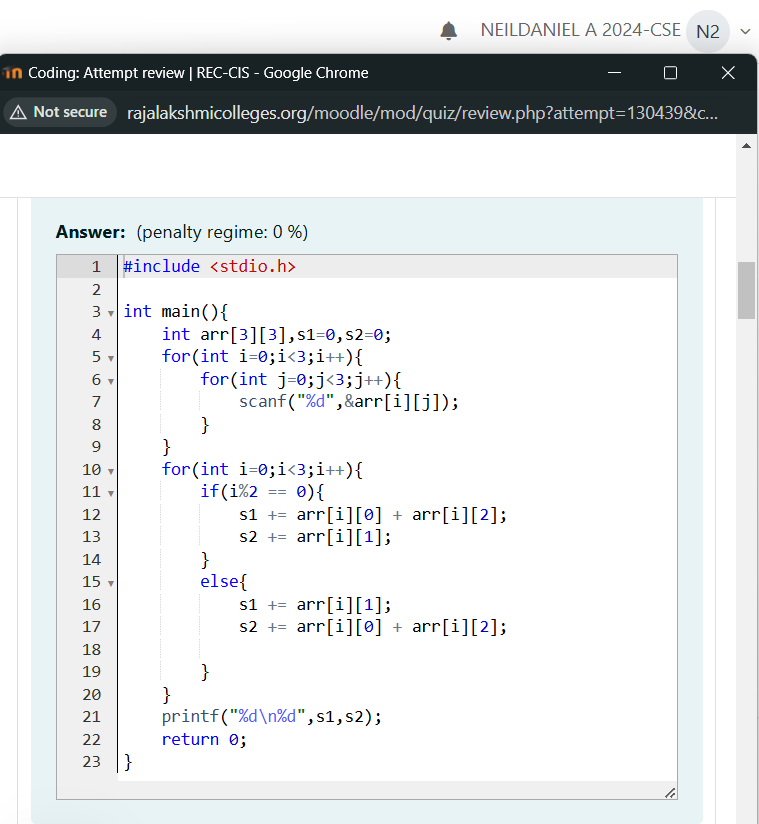 NEILDANIEL A 2024-CSE N2
Coding: Attempt review | REC-CIS - Google Chrome
Not secure rajalakshmicolleges.org/moodle/mod/quiz/review.php?attempt=130439&c...
Answer: (penalty regime: 0 %)
1 #include <stdio.h>
2
3 int main(){
4 int arr[3][3],s1=0,s2=0;
5 for(int i=0;i<3;i++){
6 for(int j=0;j<3;j++){
7 scanf("%d",&arr[i][j]);
8 }
9 }
10 for(int i=0;i<3;i++){
11 if(i%2 == 0){
12 s1 += arr[i][0] + arr[i][2];
13 s2 += arr[i][1];
14 }
15 else{
16 s1 += arr[i][1];
17 s2 += arr[i][0] + arr[i][2];
18
19 }
20 }
21 printf("%d\n%d",s1,s2);
22 return 0;
23 }